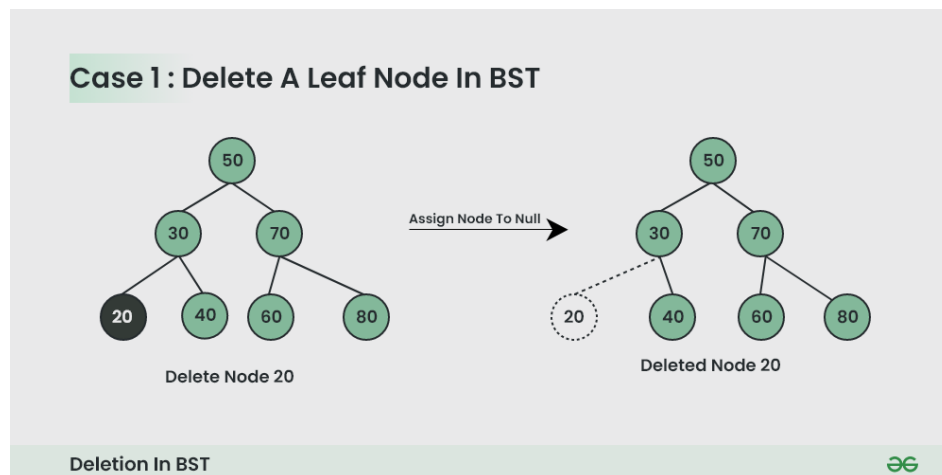 Case 1 : Delete A Leaf Node In BST
50
50
Assign Node To Null
30
70
30
70
20
40
60
80
20
40
60
80
Delete Node 20
Deleted Node 20
Deletion In BST